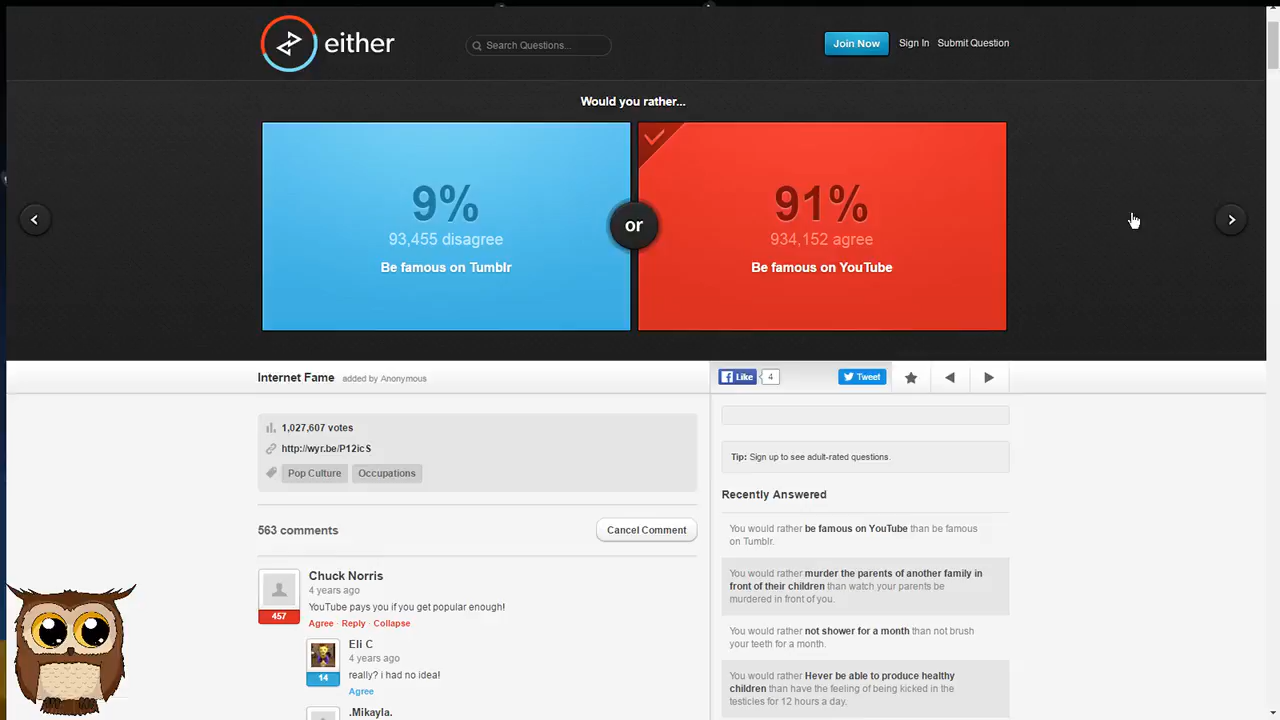 either
Search Questions...
Join Now
Sign In
Submit Question
Would you rather...
9%
93,455 disagree
Be famous on Tumblr
or
91%
934,152 agree
Be famous on YouTube
Internet Fame
added by Anonymous
Like
4
Tweet
1,027,607 votes
http://wyr.be/P12icS
Pop Culture
Occupations
563 comments
Cancel Comment
Chuck Norris
4 years ago
YouTube pays you if you get popular enough!
457
Agree · Reply · Collapse
Eli C
4 years ago
really? i had no idea!
14
Agree
.Mikayla.
Tip: Sign up to see adult-rated questions.
Recently Answered
You would rather be famous on YouTube than be famous
on Tumblr.
You would rather murder the parents of another family in
front of their children than watch your parents be
murdered in front of you.
You would rather not shower for a month than not brush
your teeth for a month.
You would rather Hever be able to produce healthy
children than have the feeling of being kicked in the
testicles for 12 hours a day.